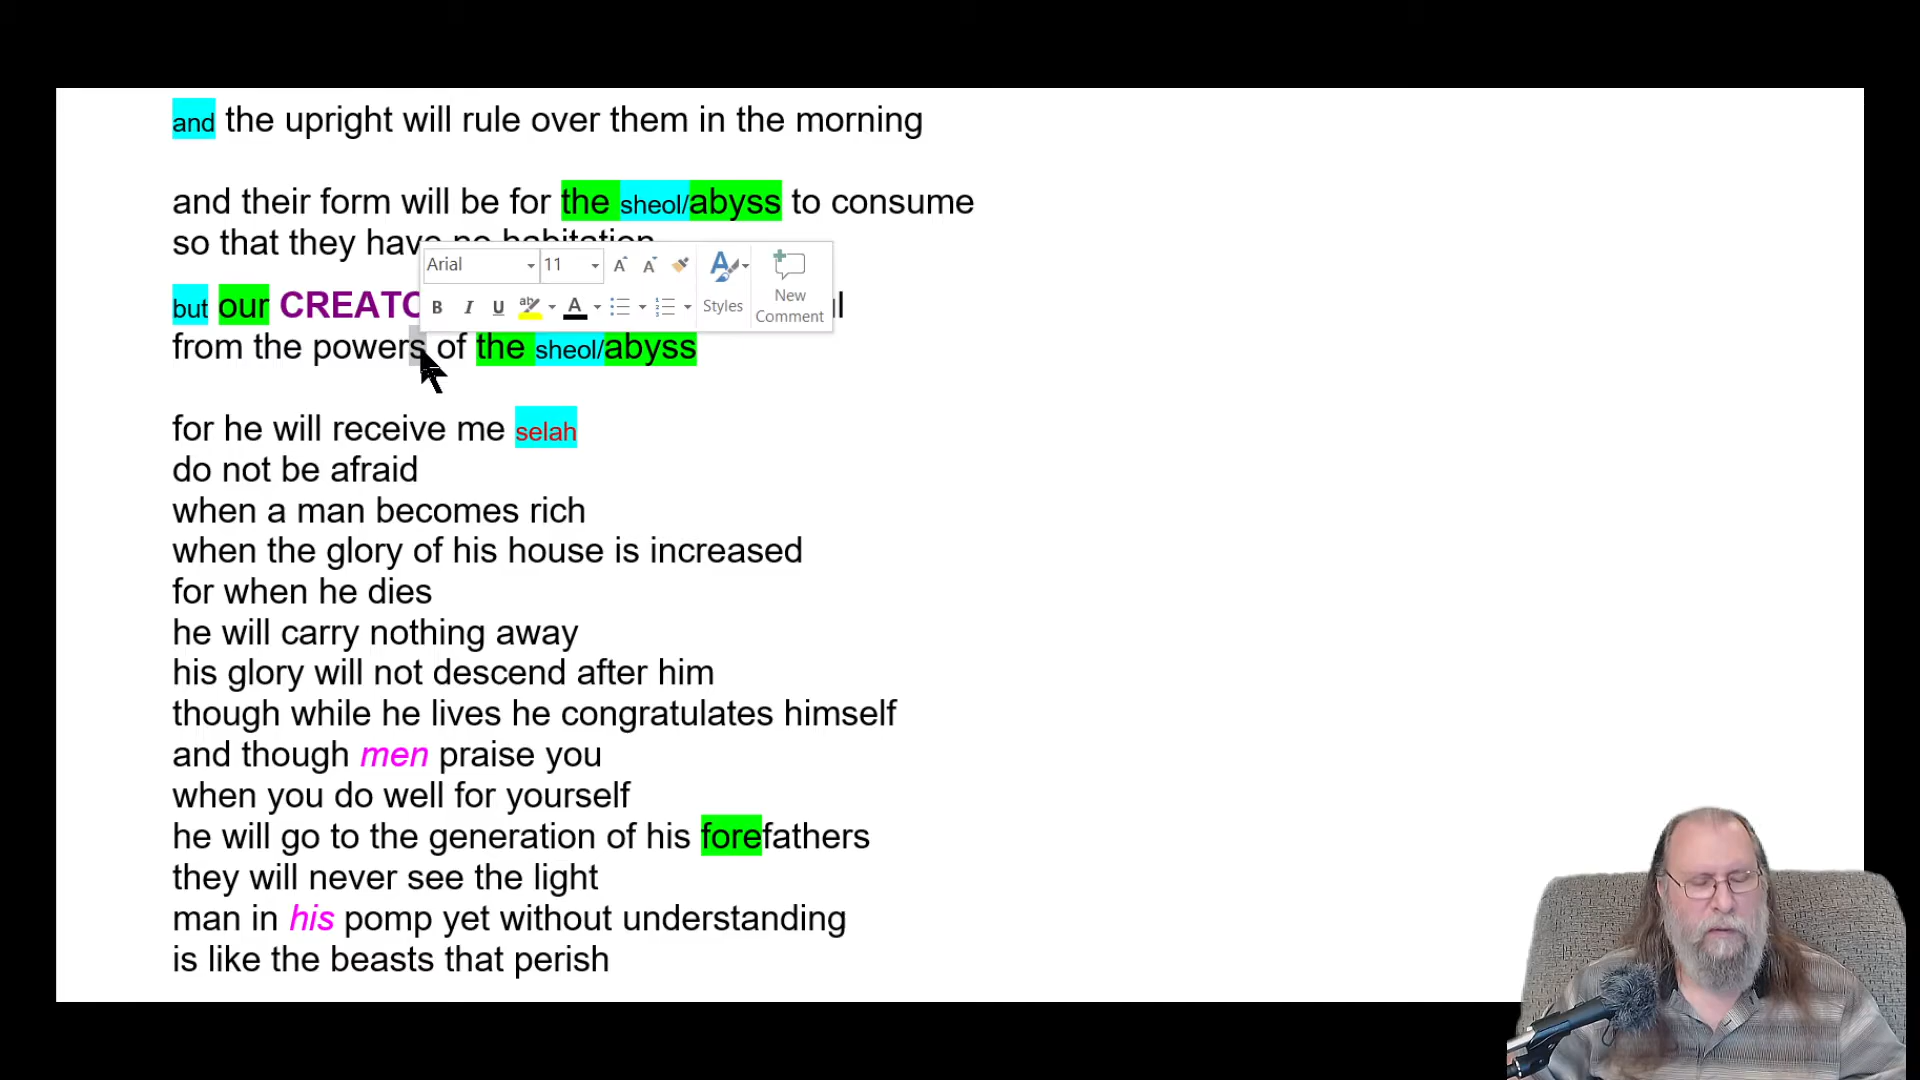 and the upright will rule over them in the morning
and their form will be for the sheol/abyss to consume
so that they have no habitation
Arial 11
but our CREATO
B I U Styles New Comment
from the powers of the sheol/abyss
for he will receive me selah
do not be afraid
when a man becomes rich
when the glory of his house is increased
for when he dies
he will carry nothing away
his glory will not descend after him
though while he lives he congratulates himself
and though men praise you
when you do well for yourself
he will go to the generation of his forefathers
they will never see the light
man in his pomp yet without understanding
is like the beasts that perish